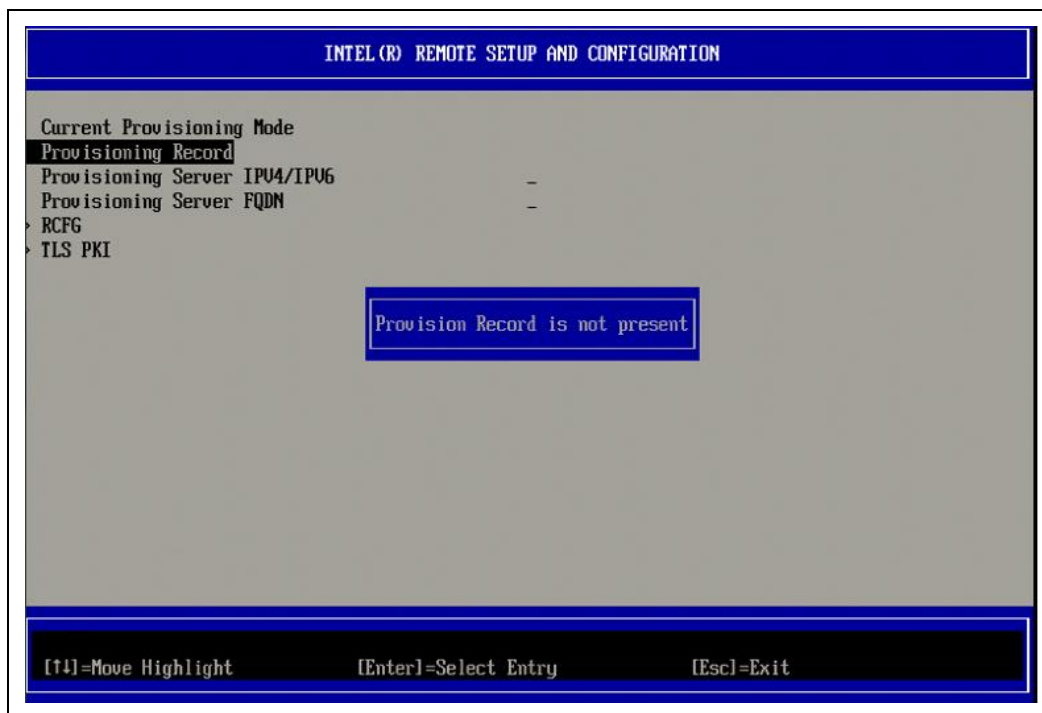 INTEL(R) REMOTE SETUP AND CONFIGURATION
Current Provisioning Mode
Provisioning Record
Provisioning Server IPV4/IPV6 _
Provisioning Server FQDN _
> RCFG
> TLS PKI
Provision Record is not present
[↑↓]=Move Highlight [Enter]=Select Entry [Esc]=Exit